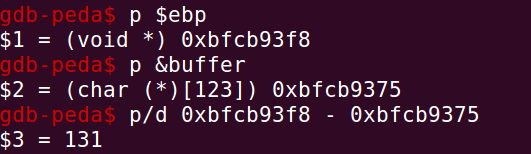 gdb-peda$ p $ebp
$1 = (void *) 0xbfcb93f8
gdb-peda$ p &buffer
$2 = (char (*)[123]) 0xbfcb9375
gdb-peda$ p/d 0xbfcb93f8 - 0xbfcb9375
$3 = 131